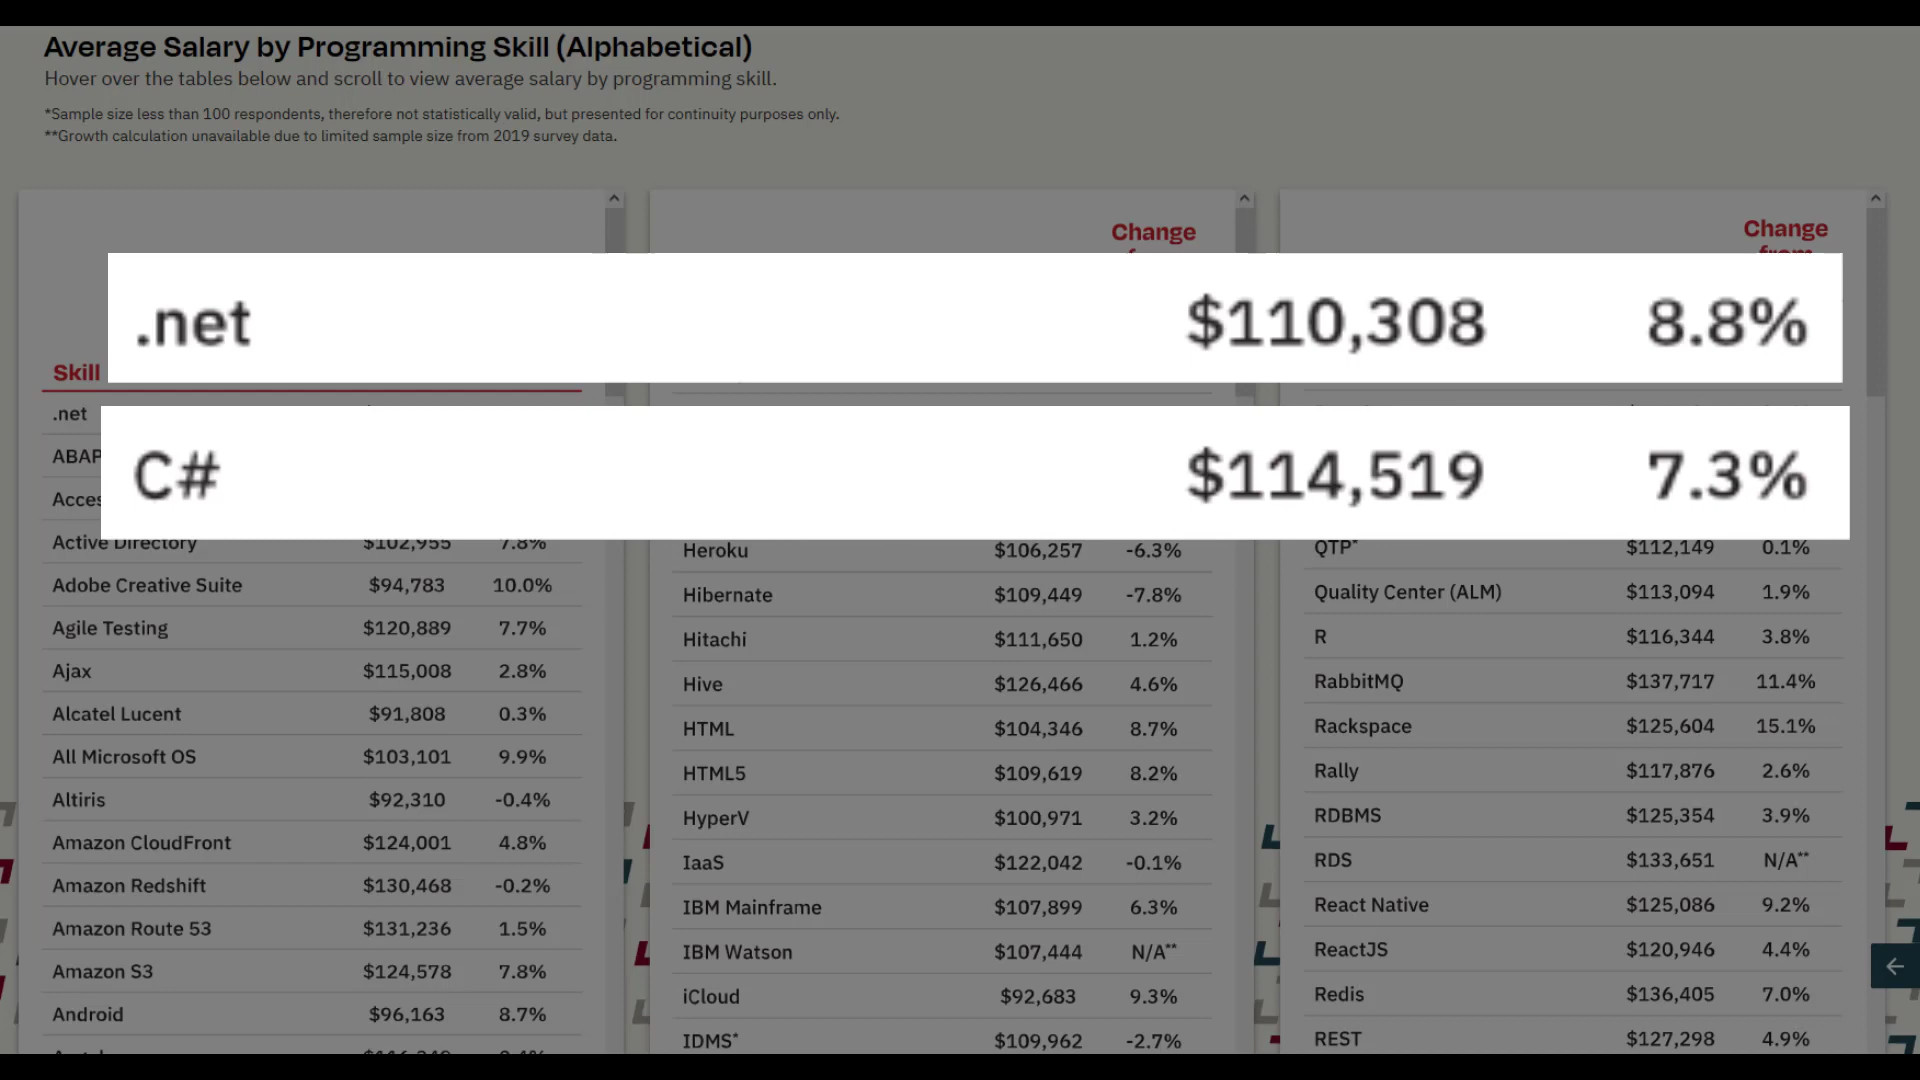 Average Salary by Programming Skill (Alphabetical)
Hover over the tables below and scroll to view average salary by programming skill.
*Sample size less than 100 respondents, therefore not statistically valid, but presented for continuity purposes only.
**Growth calculation unavailable due to limited sample size from 2019 survey data.
Change
Change
from
.net $110,308 8.8%
C# $114,519 7.3%
Skill
.net
ABAP
Active Directory $102,955 7.8%
Adobe Creative Suite $94,783 10.0%
Agile Testing $120,889 7.7%
Ajax $115,008 2.8%
Alcatel Lucent $91,808 0.3%
All Microsoft OS $103,101 9.9%
Altiris $92,310 -0.4%
Amazon CloudFront $124,001 4.8%
Amazon Redshift $130,468 -0.2%
Amazon Route 53 $131,236 1.5%
Amazon S3 $124,578 7.8%
Android $96,163 8.7%
Heroku $106,257 -6.3%
Hibernate $109,449 -7.8%
Hitachi $111,650 1.2%
Hive $126,466 4.6%
HTML $104,346 8.7%
HTML5 $109,619 8.2%
HyperV $100,971 3.2%
IaaS $122,042 -0.1%
IBM Mainframe $107,899 6.3%
IBM Watson $107,444 N/A**
iCloud $92,683 9.3%
IDMS* $109,962 -2.7%
QTP* $112,149 0.1%
Quality Center (ALM) $113,094 1.9%
R $116,344 3.8%
RabbitMQ $137,717 11.4%
Rackspace $125,604 15.1%
Rally $117,876 2.6%
RDBMS $125,354 3.9%
RDS $133,651 N/A**
React Native $125,086 9.2%
ReactJS $120,946 4.4%
Redis $136,405 7.0%
REST $127,298 4.9%